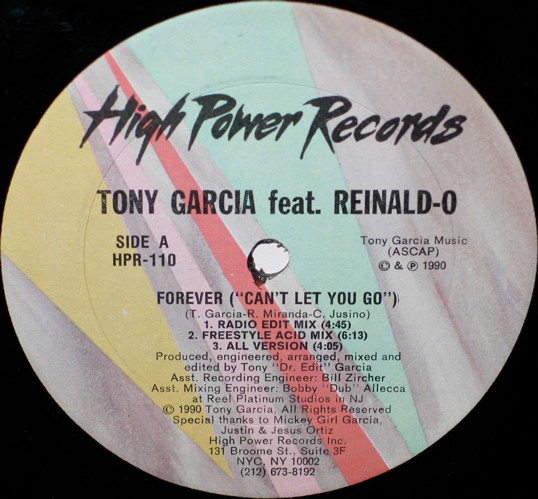 High Power Records
TONY GARCIA feat. REINALD-O
SIDE A
HPR-110
Tony Garcia Music
(ASCAP)
© & ℗ 1990
FOREVER ("CAN'T LET YOU GO")
(T. Garcia-R. Miranda-C. Jusino)
1. RADIO EDIT MIX (4:45)
2. FREESTYLE ACID MIX (6:13)
3. ALL VERSION (4:05)
Produced, engineered, arranged, mixed and
edited by Tony "Dr. Edit" Garcia
Asst. Recording Engineer: Bill Zircher
Asst. Mixing Engineer: Bobby "Dub" Allecca
at Reel Platinum Studios in NJ
© 1990 Tony Garcia. All Rights Reserved
Special thanks to Mickey Girl Garcia,
Justin & Jesus Ortiz
High Power Records Inc.
131 Broome St., Suite 3F
NYC, NY 10002
(212) 673-8192